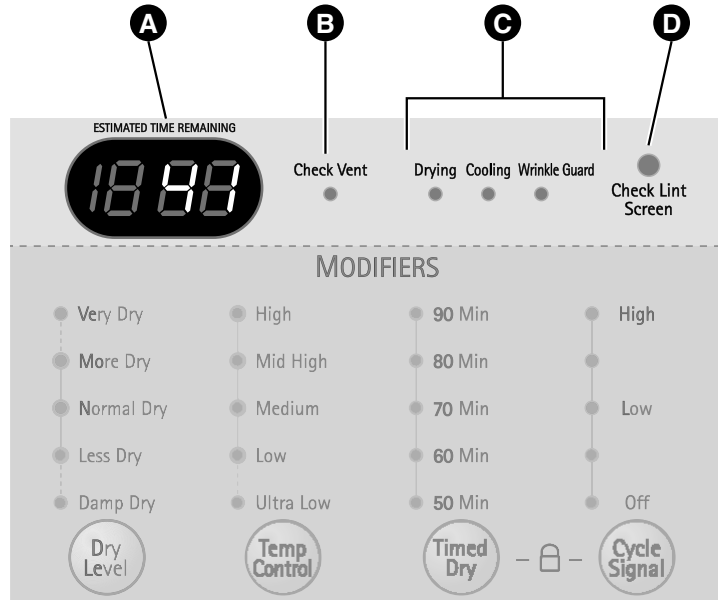 A B C D
ESTIMATED TIME REMAINING
41
Check Vent
Drying Cooling Wrinkle Guard
Check Lint
Screen
MODIFIERS
Very Dry High 90 Min High
More Dry Mid High 80 Min
Normal Dry Medium 70 Min Low
Less Dry Low 60 Min
Damp Dry Ultra Low 50 Min Off
Dry
Level
Temp
Control
Timed
Dry
Cycle
Signal